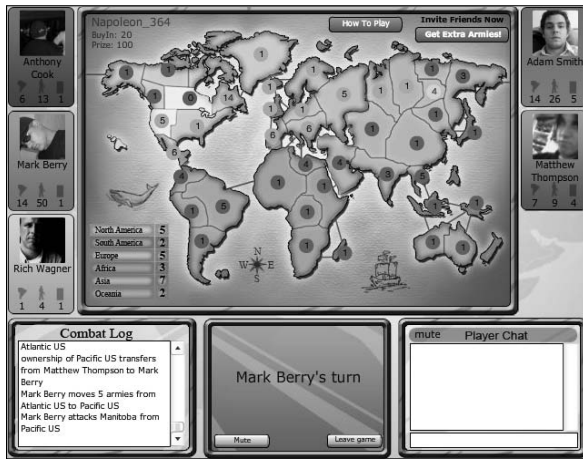 Napoleon_364
BuyIn: 20
Prize: 100
How To Play
Invite Friends Now
Get Extra Armies!
Anthony
Cook
6 13 1
Mark Berry
14 50 1
Rich Wagner
1 4 1
Adam Smith
14 26 5
Matthew
Thompson
7 9 4
North America 5
South America 2
Europe 5
Africa 3
Asia 7
Oceania 2
N
W E
S
Combat Log
Atlantic US
ownership of Pacific US transfers
from Matthew Thompson to Mark
Berry
Mark Berry moves 5 armies from
Atlantic US to Pacific US
Mark Berry attacks Manitoba from
Pacific US
Mark Berry's turn
Mute
Leave game
mute Player Chat